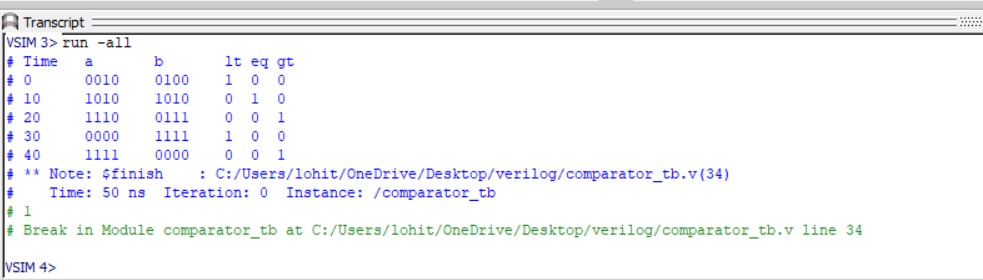 Transcript
VSIM 3> run -all
# Time    a       b       lt eq gt
# 0       0010    0100    1  0  0
# 10      1010    1010    0  1  0
# 20      1110    0111    0  0  1
# 30      0000    1111    1  0  0
# 40      1111    0000    0  0  1
# ** Note: $finish    : C:/Users/lohit/OneDrive/Desktop/verilog/comparator_tb.v(34)
#    Time: 50 ns  Iteration: 0  Instance: /comparator_tb
# 1
# Break in Module comparator_tb at C:/Users/lohit/OneDrive/Desktop/verilog/comparator_tb.v line 34
VSIM 4>